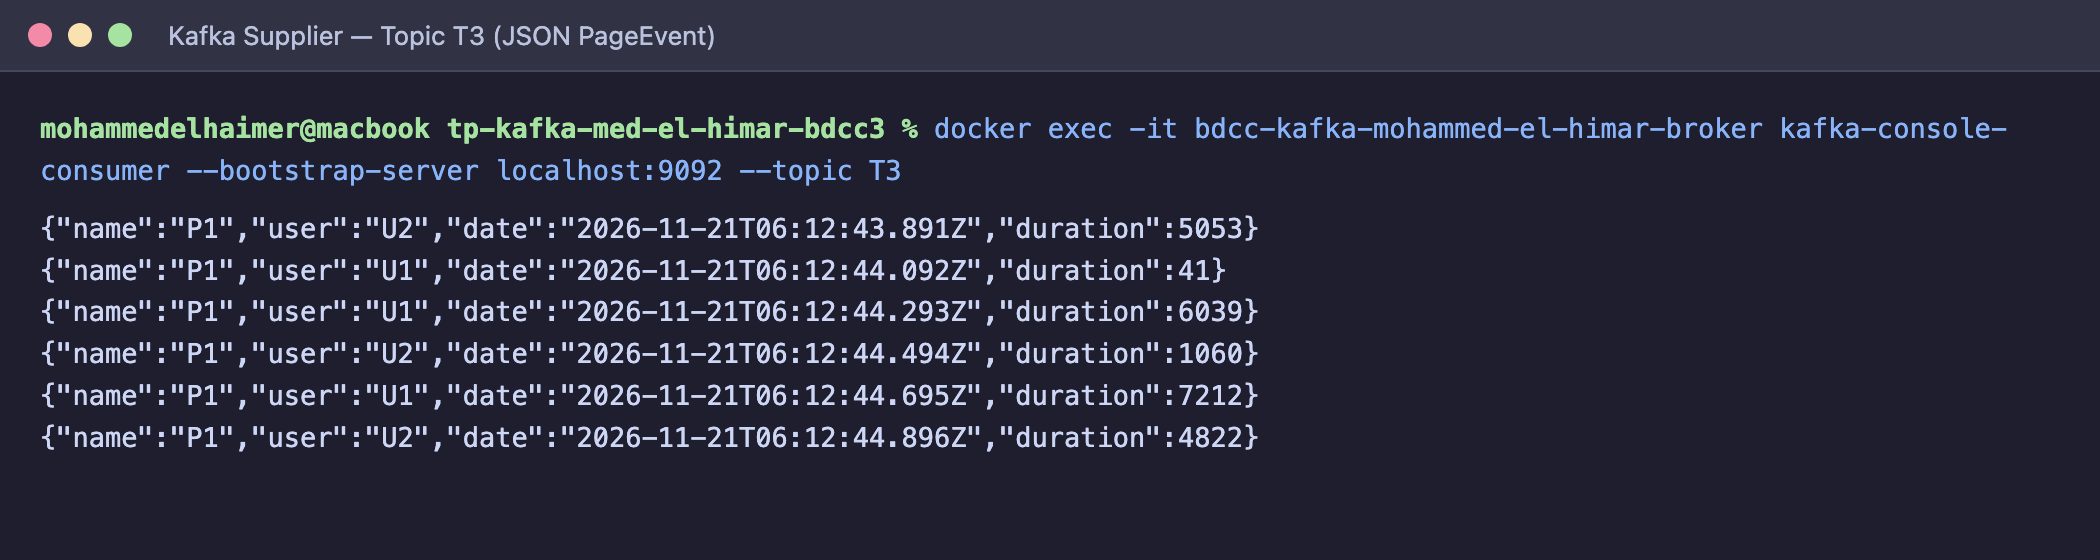 Kafka Supplier — Topic T3 (JSON PageEvent)
mohammedelhaimer@macbook tp-kafka-med-el-himar-bdcc3 % docker exec -it bdcc-kafka-mohammed-el-himar-broker kafka-console-
consumer --bootstrap-server localhost:9092 --topic T3
{"name":"P1","user":"U2","date":"2026-11-21T06:12:43.891Z","duration":5053}
{"name":"P1","user":"U1","date":"2026-11-21T06:12:44.092Z","duration":41}
{"name":"P1","user":"U1","date":"2026-11-21T06:12:44.293Z","duration":6039}
{"name":"P1","user":"U2","date":"2026-11-21T06:12:44.494Z","duration":1060}
{"name":"P1","user":"U1","date":"2026-11-21T06:12:44.695Z","duration":7212}
{"name":"P1","user":"U2","date":"2026-11-21T06:12:44.896Z","duration":4822}